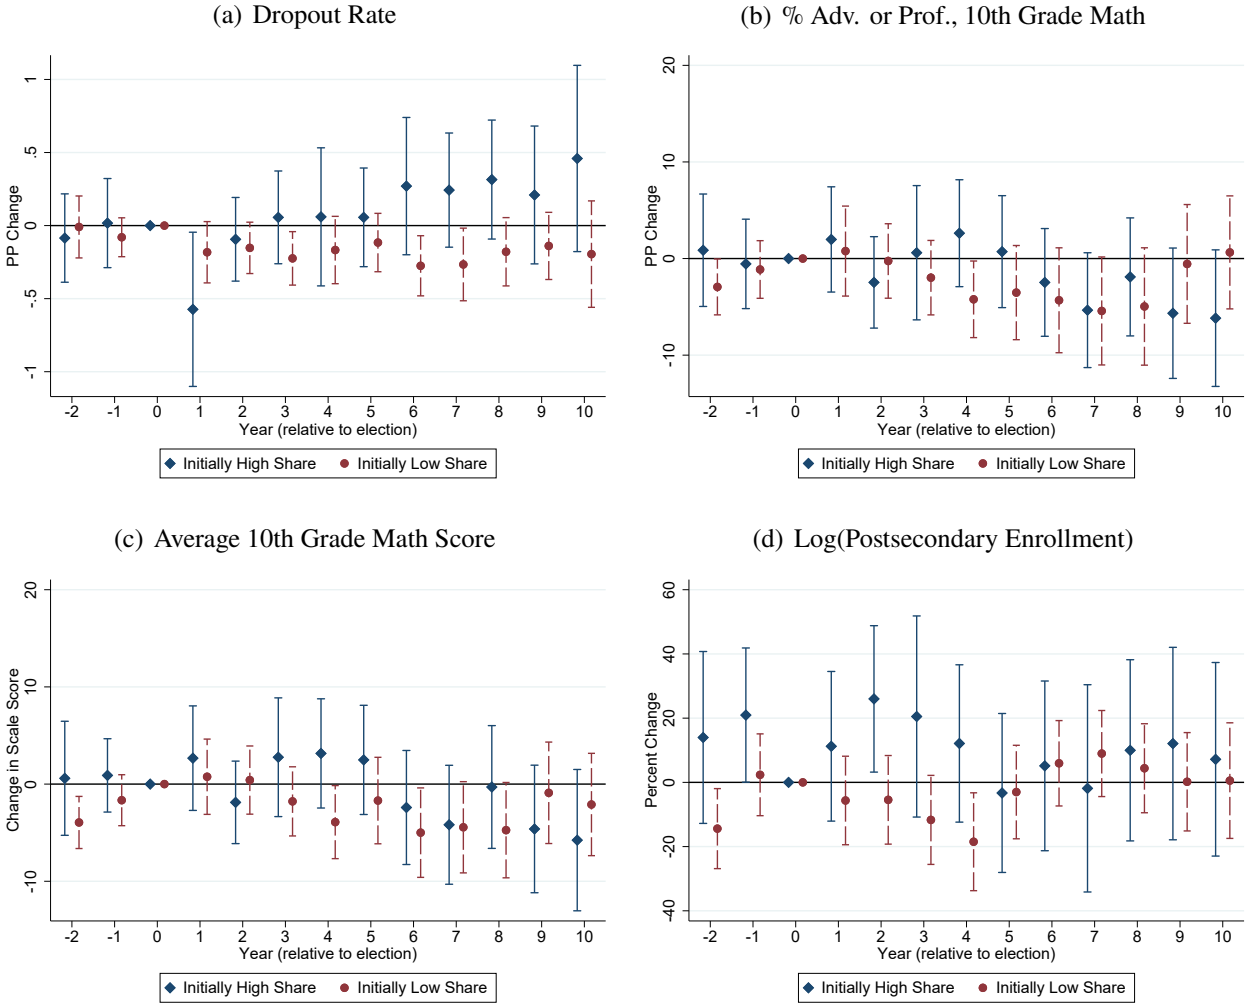 (a) Dropout Rate
PP Change
1
.5
0
-.5
-1
-2 -1 0 1 2 3 4 5 6 7 8 9 10
Year (relative to election)
Initially High Share Initially Low Share
(b) % Adv. or Prof., 10th Grade Math
PP Change
20
10
0
-10
-2 -1 0 1 2 3 4 5 6 7 8 9 10
Year (relative to election)
Initially High Share Initially Low Share
(c) Average 10th Grade Math Score
Change in Scale Score
20
10
0
-10
-2 -1 0 1 2 3 4 5 6 7 8 9 10
Year (relative to election)
Initially High Share Initially Low Share
(d) Log(Postsecondary Enrollment)
Percent Change
60
40
20
0
-20
-40
-2 -1 0 1 2 3 4 5 6 7 8 9 10
Year (relative to election)
Initially High Share Initially Low Share